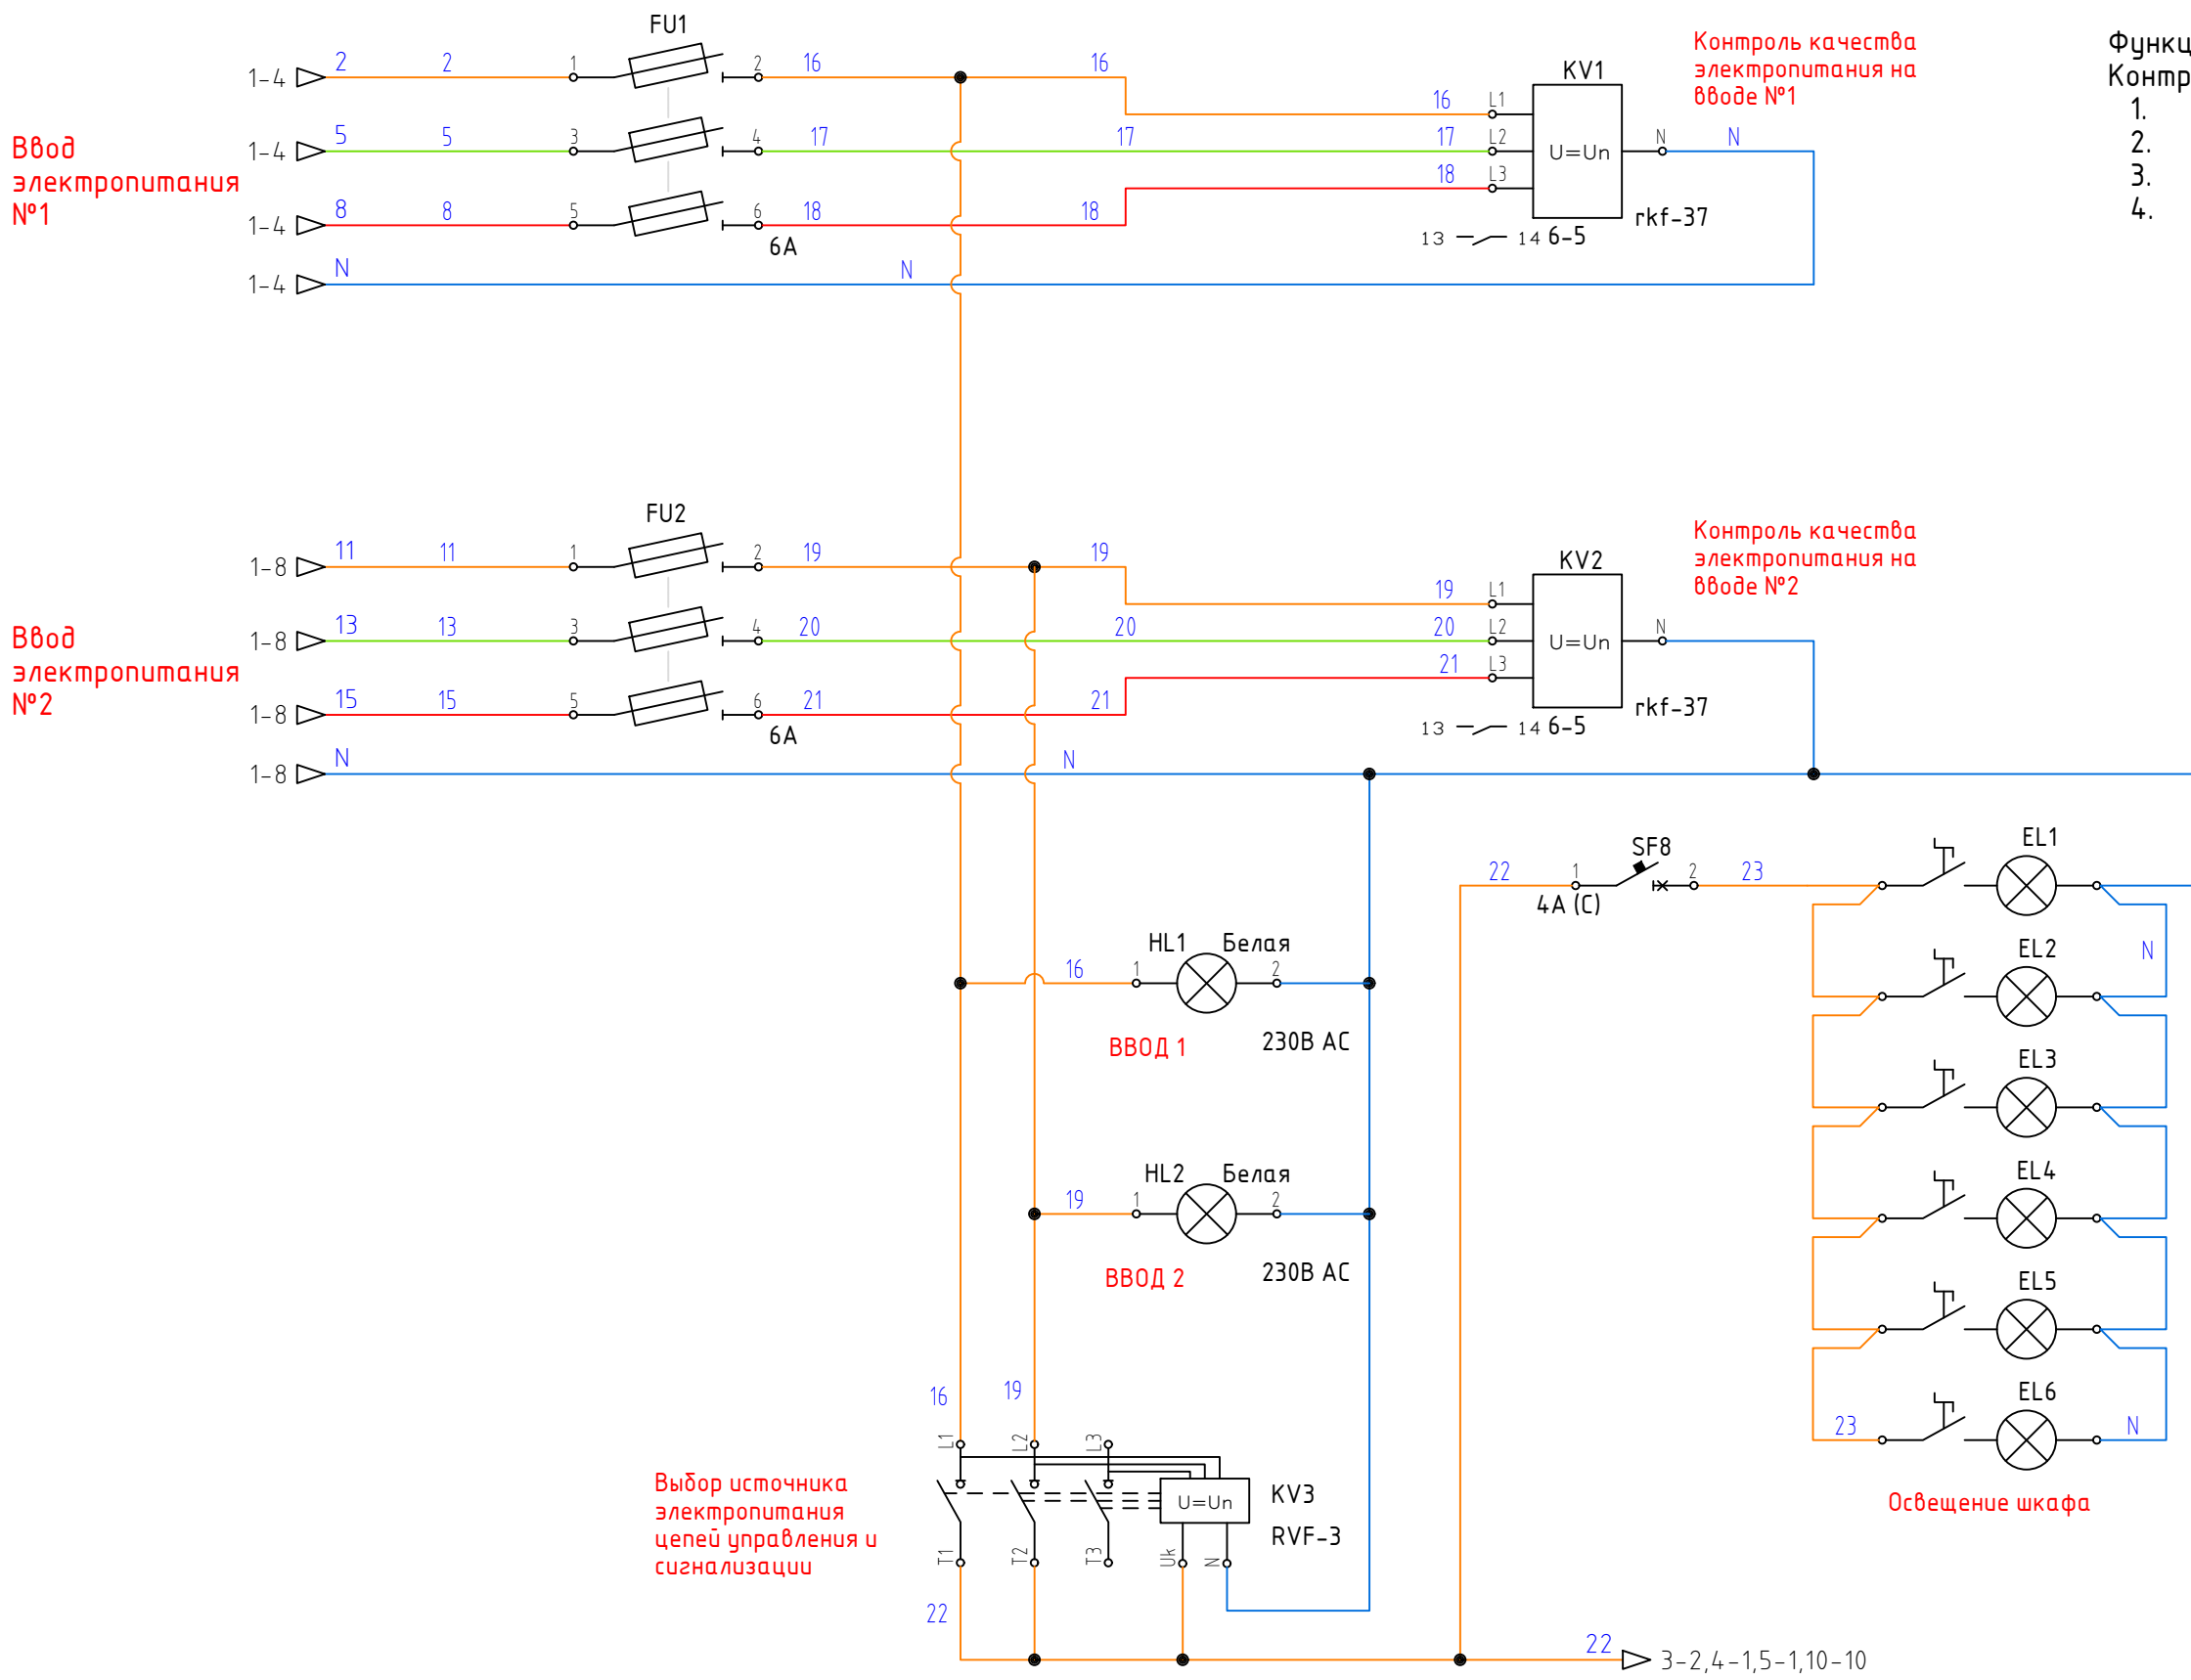 FU1
1-4 2 2 1 2 16 16
Контроль качества
электропитания на
вводе №1
KV1
16 L1
1-4 5 5 3 4 17 17 17 L2
U=Un
N N
18 L3
Ввод
электропитания
№1
1-4 8 8 5 6 18 18
6А
rkf-37
13 14 6-5
1-4 N N
Функц
Контр
1.
2.
3.
4.
FU2
1-8 11 11 1 2 19 19
Контроль качества
электропитания на
вводе №2
KV2
19 L1
1-8 13 13 3 4 20 20 20 L2
U=Un
N
21 L3
Ввод
электропитания
№2
1-8 15 15 5 6 21 21
6А
rkf-37
13 14 6-5
1-8 N N
SF8
22 1 2 23
4А (С)
EL1
N
EL2
EL3
EL4
EL5
EL6
23 N
Освещение шкафа
HL1 Белая
16 1 2
ВВОД 1
230В АС
HL2 Белая
19 1 2
ВВОД 2
230В АС
16 19
L1 L2 L3
Выбор источника
электропитания
цепей управления и
сигнализации
U=Un
KV3
RVF-3
T1 T2 T3 Uk N
22
22 3-2,4-1,5-1,10-10